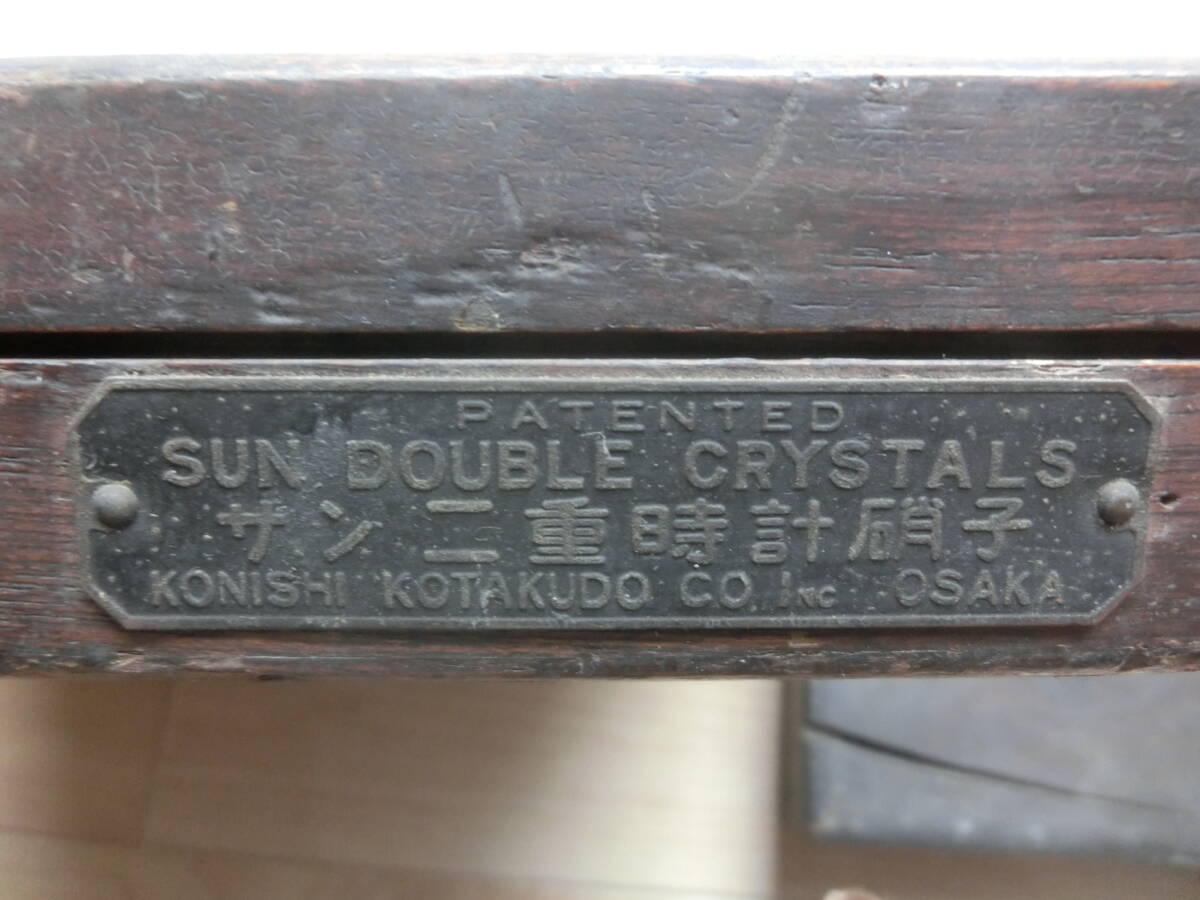 PATENTED
SUN DOUBLE CRYSTALS
サン二重時計硝子
KONISHI KOTAKUDO CO. INC OSAKA